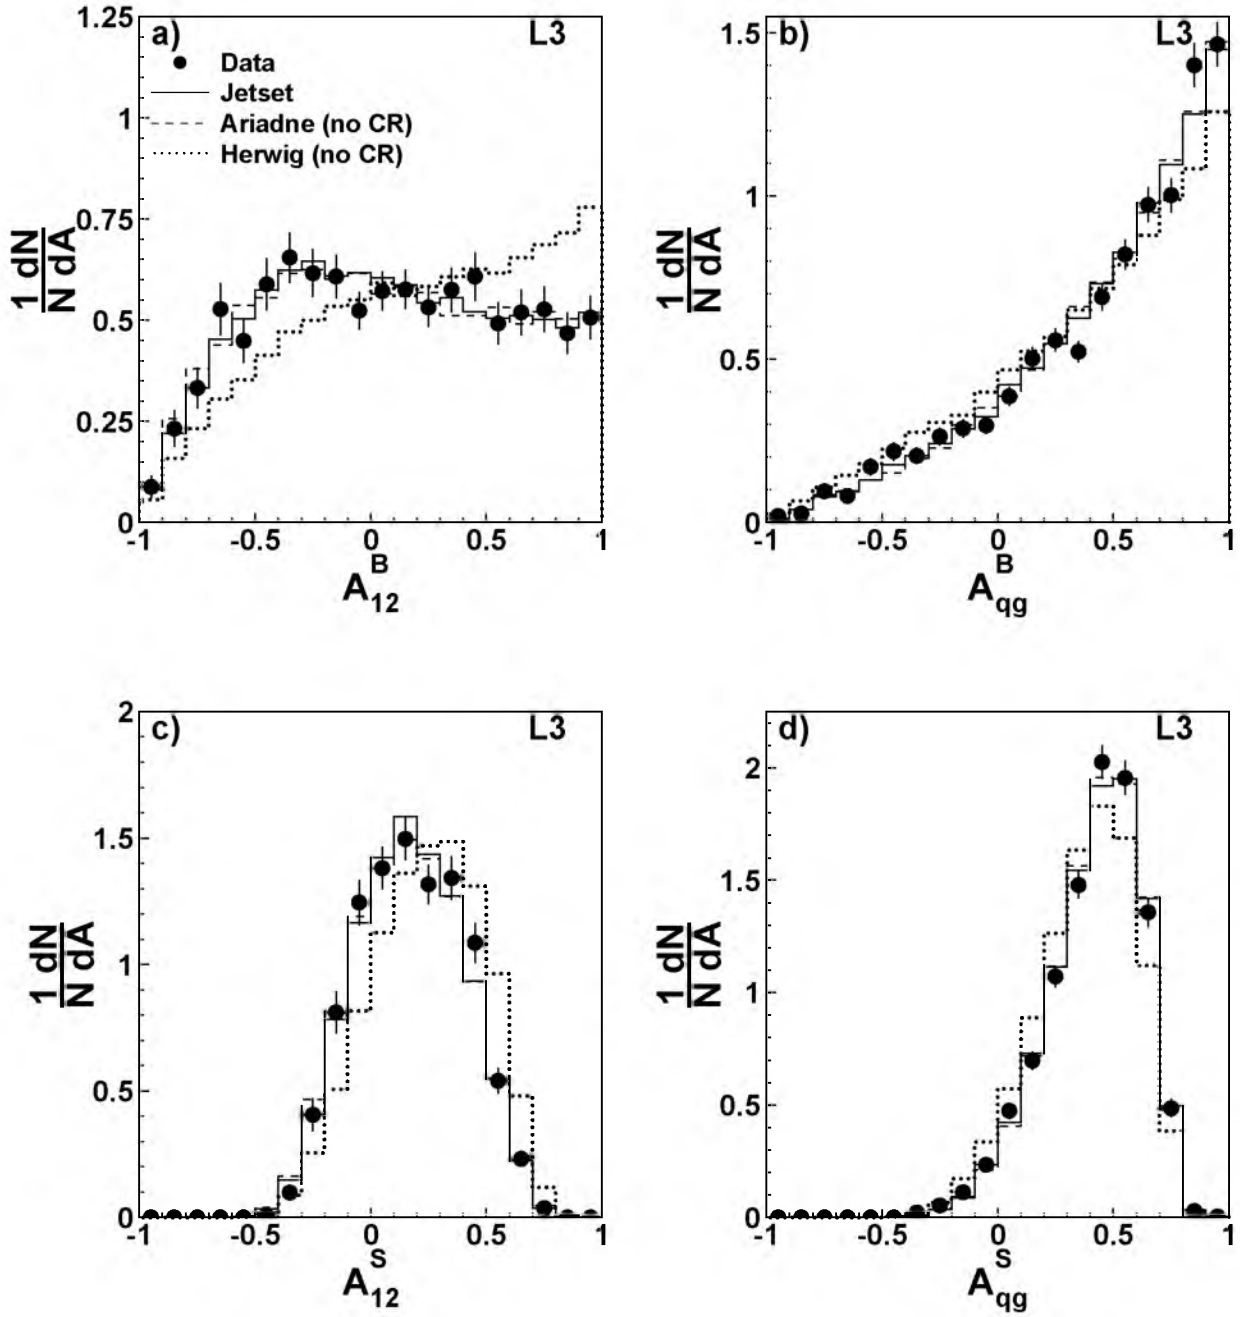 a) L3
Data
Jetset
Ariadne (no CR)
Herwig (no CR)
1.25
1
0.75
0.5
0.25
0
-1 -0.5 0 0.5 1
1 dN
N dA
A₁₂ᴮ
b) L3
1.5
1
0.5
0
-1 -0.5 0 0.5 1
1 dN
N dA
A_qg^B
c) L3
2
1.5
1
0.5
0
-1 -0.5 0 0.5 1
1 dN
N dA
A₁₂ˢ
d) L3
2
1.5
1
0.5
0
-1 -0.5 0 0.5 1
1 dN
N dA
A_qg^S